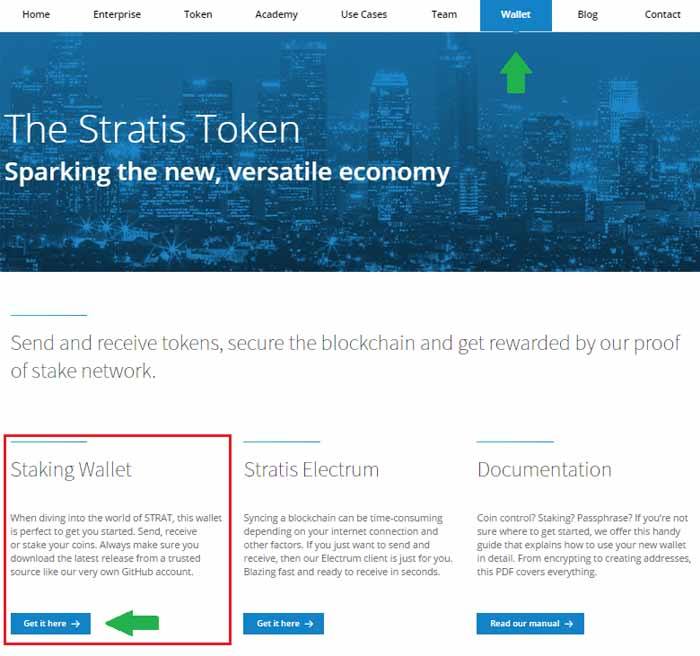 Home Enterprise Token Academy Use Cases Team Wallet Blog Contact
The Stratis Token
Sparking the new, versatile economy
Send and receive tokens, secure the blockchain and get rewarded by our proof
of stake network.
Staking Wallet
When diving into the world of STRAT, this wallet
is perfect to get you started. Send, receive
or stake your coins. Always make sure you
download the latest release from a trusted
source like our very own GitHub account.
Get it here →
Stratis Electrum
Syncing a blockchain can be time-consuming
depending on your internet connection and
other factors. If you just want to send and
receive, then our Electrum client is just for you.
Blazing fast and ready to receive in seconds.
Get it here →
Documentation
Coin control? Staking? Passphrase? If you're not
sure where to get started, we offer this handy
guide that explains how to use your new wallet
in detail. From encrypting to creating addresses,
this PDF covers everything.
Read our manual →